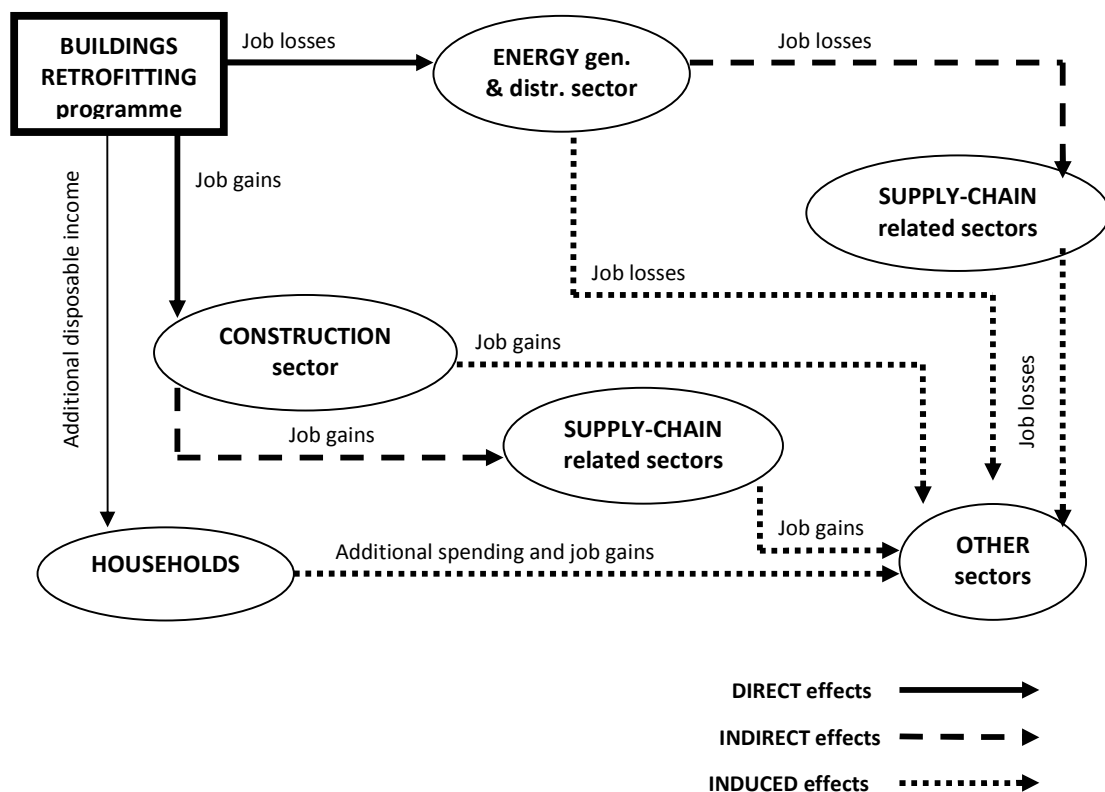 BUILDINGS
RETROFITTING
programme
Job losses
ENERGY gen.
& distr. sector
Job losses
Additional disposable income
Job gains
SUPPLY-CHAIN
related sectors
Job losses
CONSTRUCTION
sector
Job gains
Job losses
Job gains
SUPPLY-CHAIN
related sectors
Job gains
HOUSEHOLDS
Additional spending and job gains
OTHER
sectors
DIRECT effects
INDIRECT effects
INDUCED effects